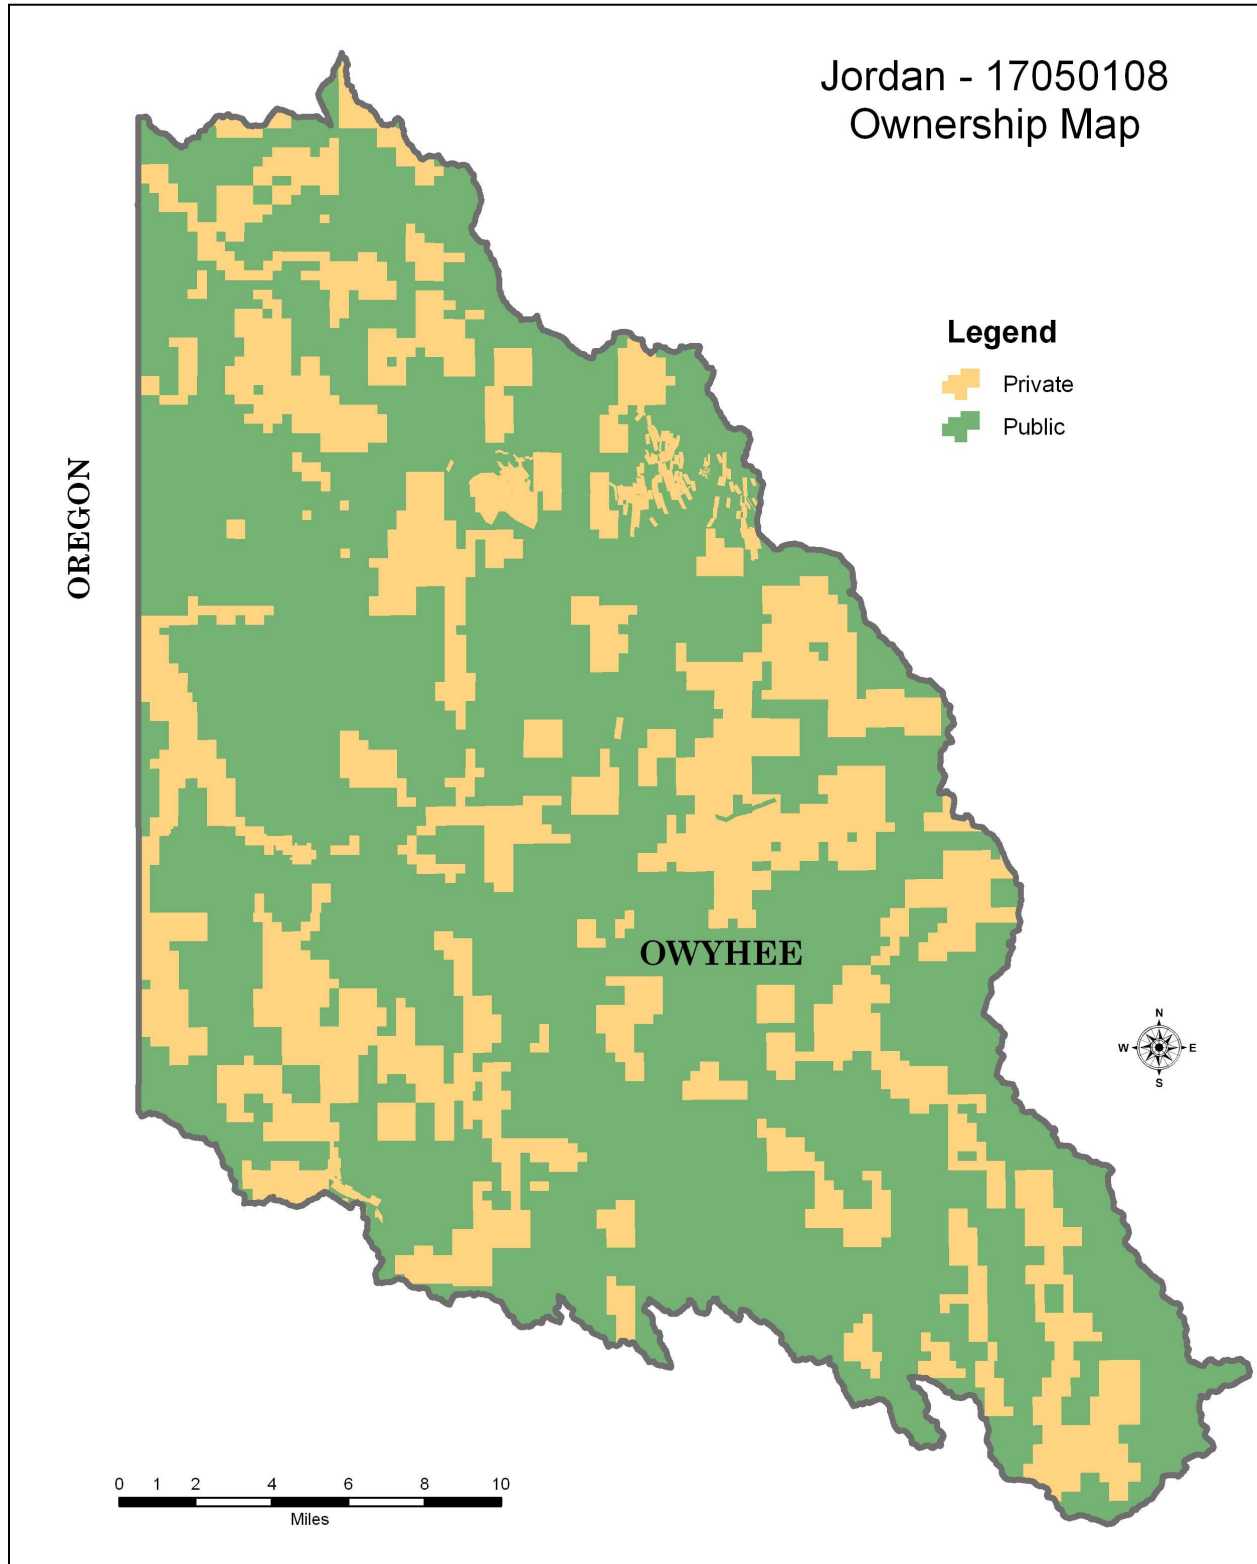 Jordan - 17050108
Ownership Map
Legend
Private
Public
OREGON
OWYHEE
N
W E
S
0 1 2 4 6 8 10
Miles